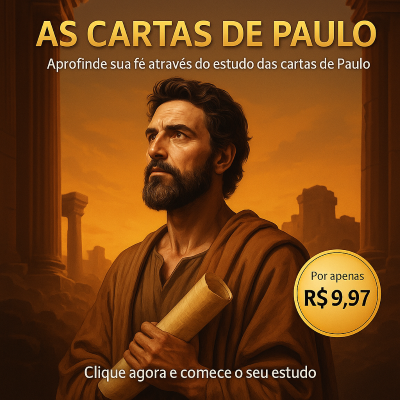 AS CARTAS DE PAULO
Aprofinde sua fé através do estudo das cartas de Paulo
Por apenas
R$ 9,97
Clique agora e comece o seu estudo